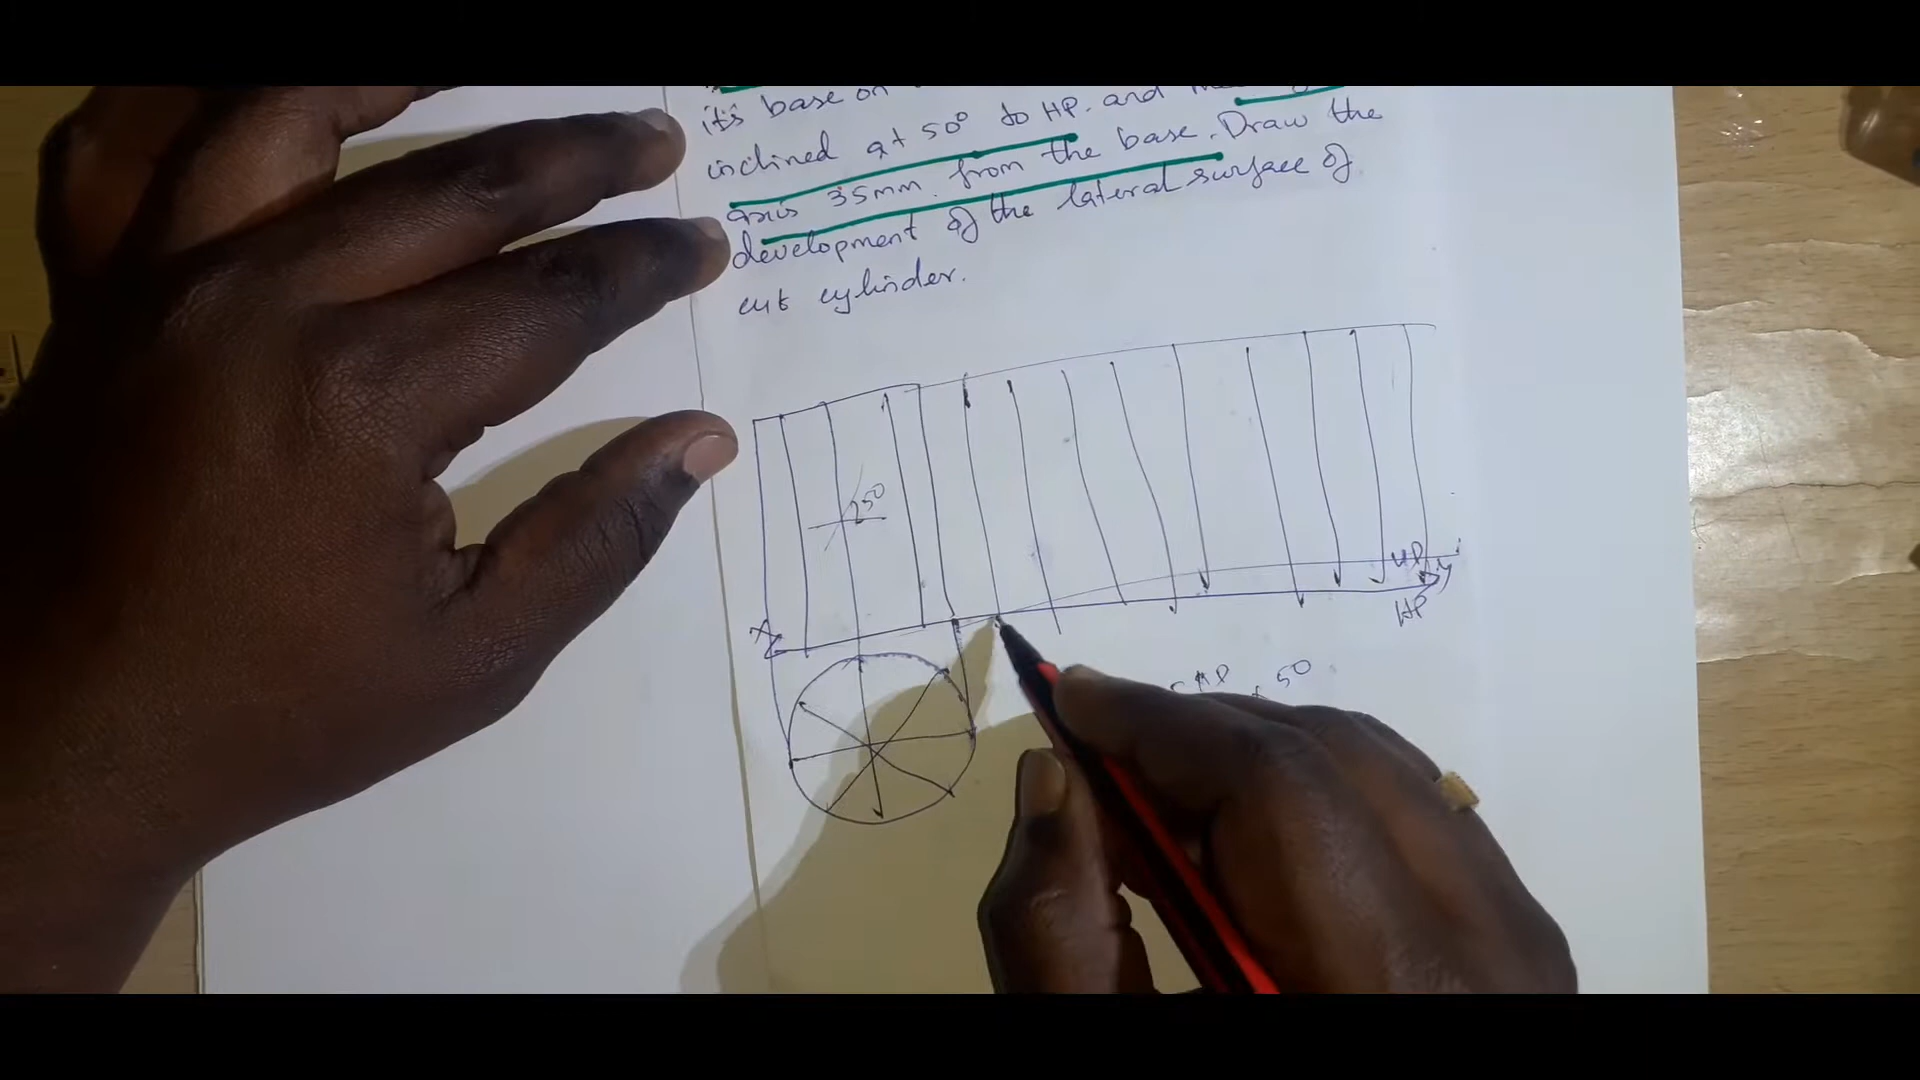 it's base on
inclined at 50° to HP. and
axis 35mm. from the base. Draw the
development of the lateral surface of
cut cylinder.
50
X
VP
y
HP
50